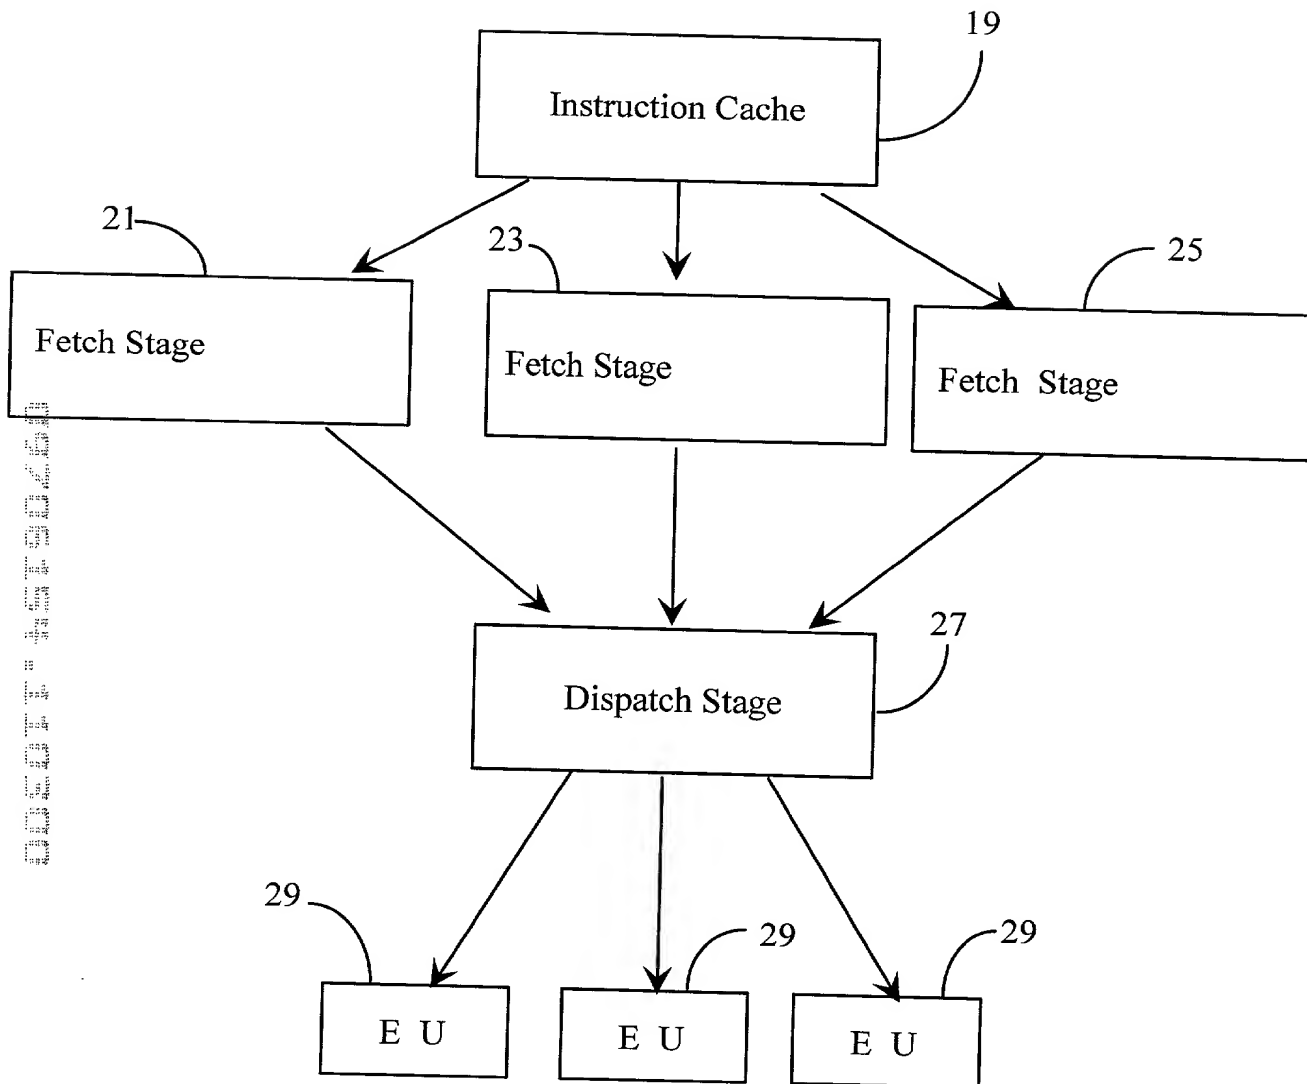 19
Instruction Cache
21
23
25
Fetch Stage
Fetch Stage
Fetch Stage
27
Dispatch Stage
29
29
29
E U
E U
E U